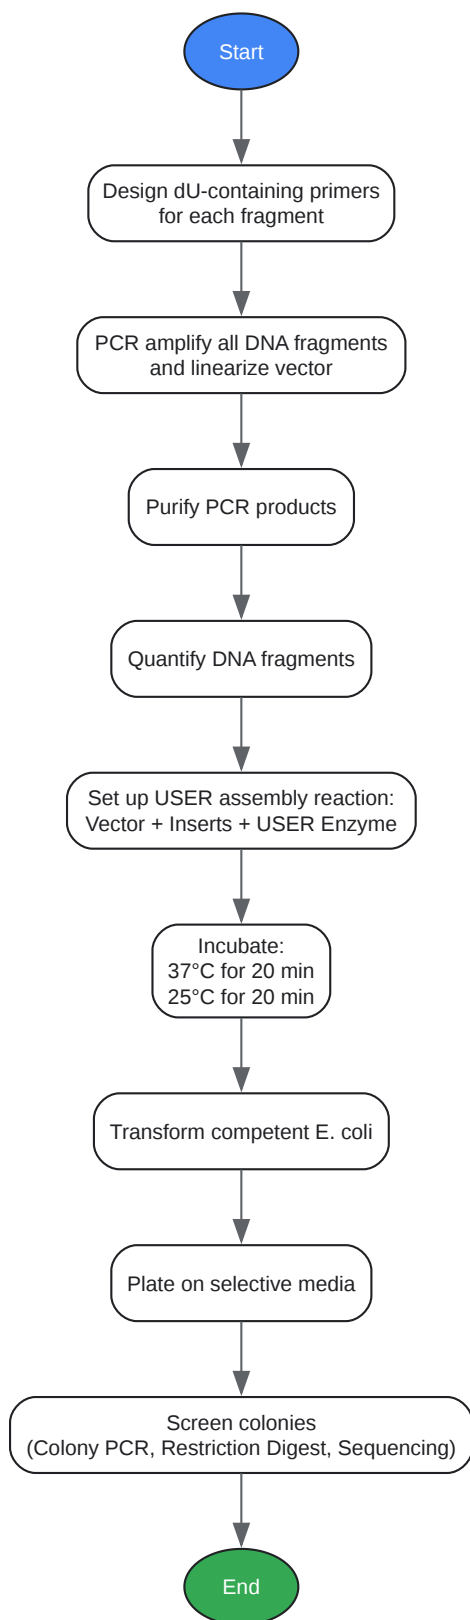 Start
Design dU-containing primers
for each fragment
PCR amplify all DNA fragments
and linearize vector
Purify PCR products
Quantify DNA fragments
Set up USER assembly reaction:
Vector + Inserts + USER Enzyme
Incubate:
37°C for 20 min
25°C for 20 min
Transform competent E. coli
Plate on selective media
Screen colonies
(Colony PCR, Restriction Digest, Sequencing)
End